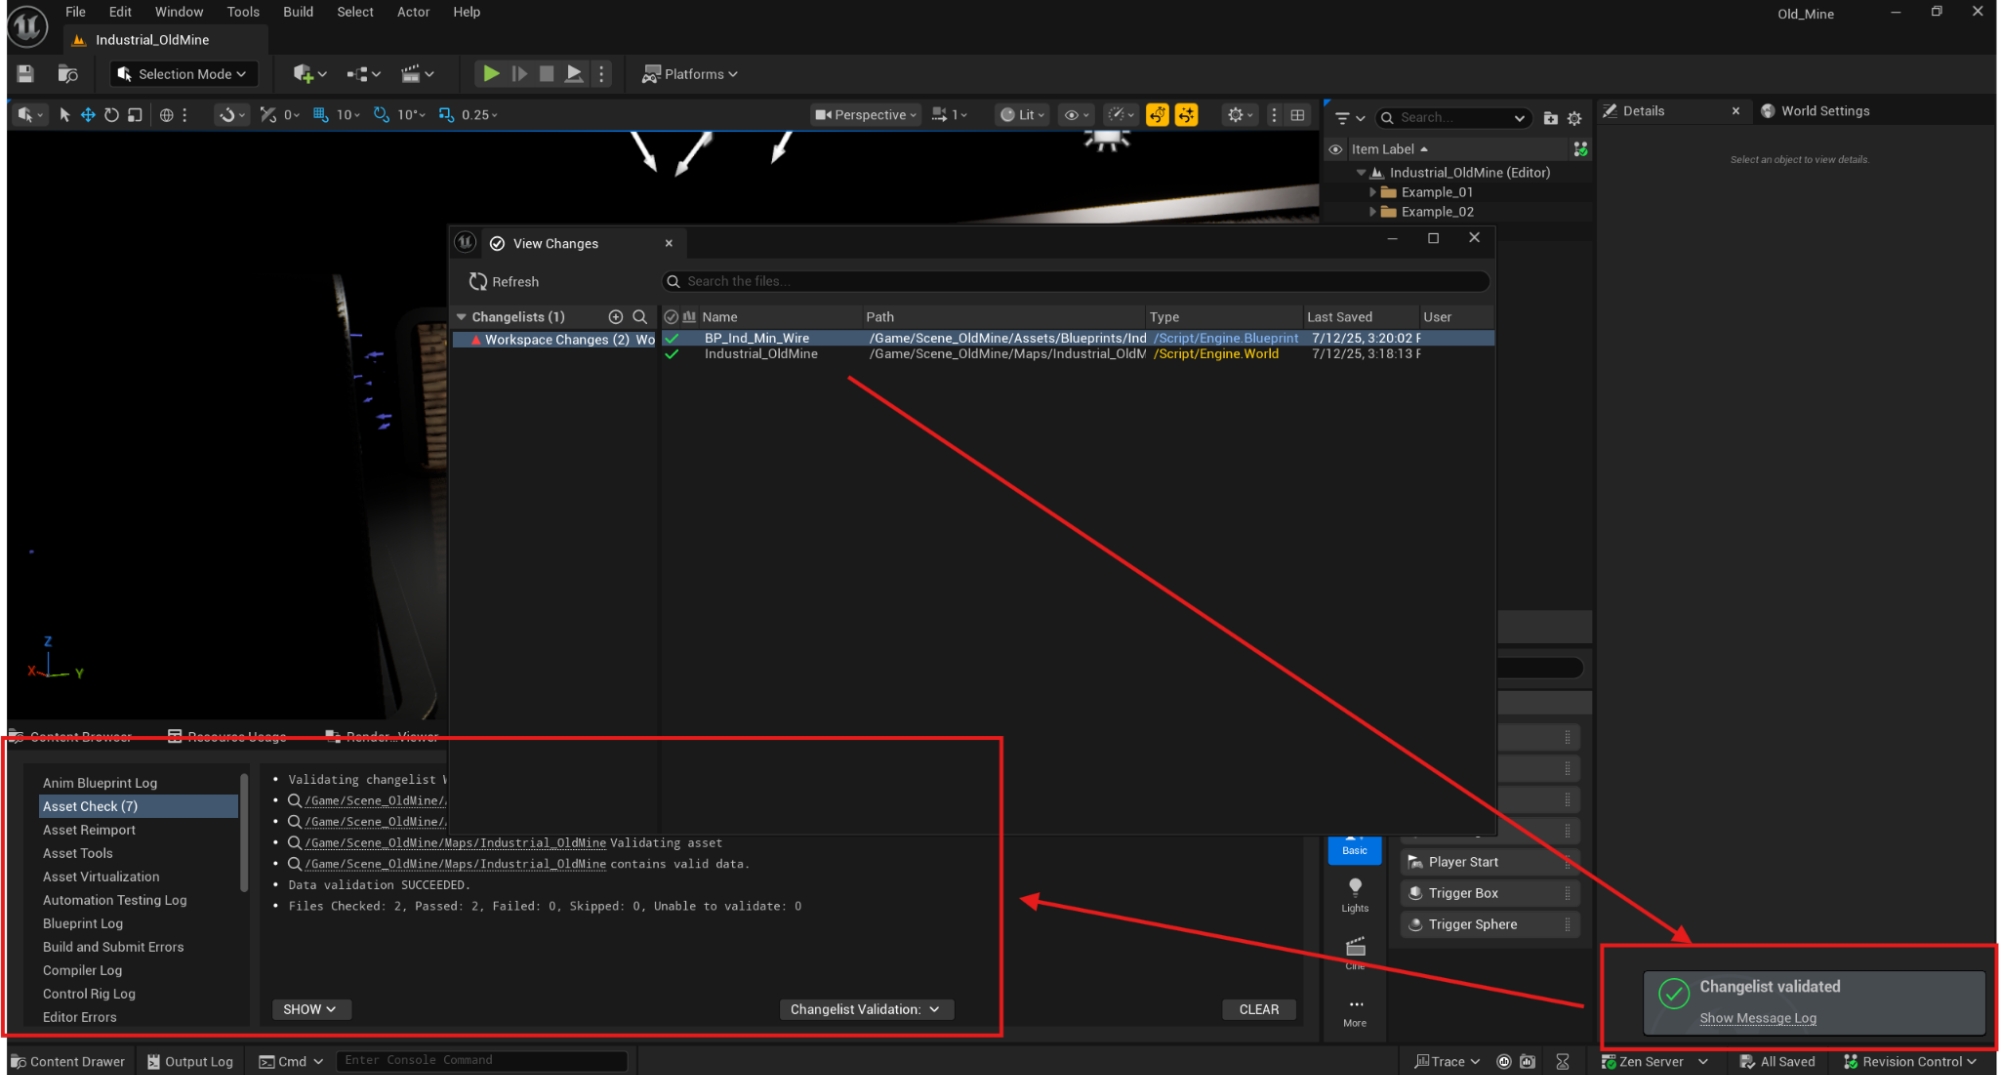 File Edit Window Tools Build Select Actor Help
Old_Mine
Industrial_OldMine
Selection Mode
Platforms
0 10 10° 0.25
Perspective 1 Lit
Search...
Details
World Settings
Item Label
Select an object to view details.
Industrial_OldMine (Editor)
Example_01
Example_02
View Changes
Refresh
Search the files...
Changelists (1)
Name Path Type Last Saved User
Workspace Changes (2) Wo
BP_Ind_Min_Wire /Game/Scene_OldMine/Assets/Blueprints/Ind /Script/Engine.Blueprint 7/12/25, 3:20:02 P
Industrial_OldMine /Game/Scene_OldMine/Maps/Industrial_OldM /Script/Engine.World 7/12/25, 3:18:13 P
Z
X
Y
Content Browser Resource Usage Render Viewer
Anim Blueprint Log
Asset Check (7)
Asset Reimport
Asset Tools
Asset Virtualization
Automation Testing Log
Blueprint Log
Build and Submit Errors
Compiler Log
Control Rig Log
Editor Errors
Validating changelist
/Game/Scene_OldMine/
/Game/Scene_OldMine/
/Game/Scene_OldMine/Maps/Industrial_OldMine Validating asset
/Game/Scene_OldMine/Maps/Industrial_OldMine contains valid data.
Data validation SUCCEEDED.
Files Checked: 2, Passed: 2, Failed: 0, Skipped: 0, Unable to validate: 0
SHOW
Changelist Validation:
CLEAR
Basic
Lights
Cine
More
Player Start
Trigger Box
Trigger Sphere
Changelist validated
Show Message Log
Content Drawer Output Log Cmd Enter Console Command
Trace Zen Server All Saved Revision Control